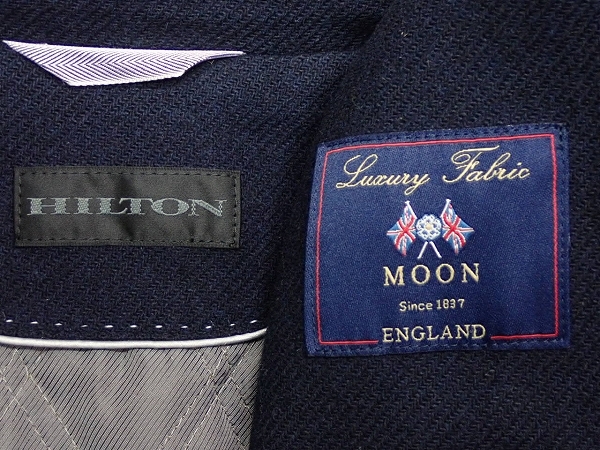 HILTON
Luxury Fabric
MOON
Since 1837
ENGLAND